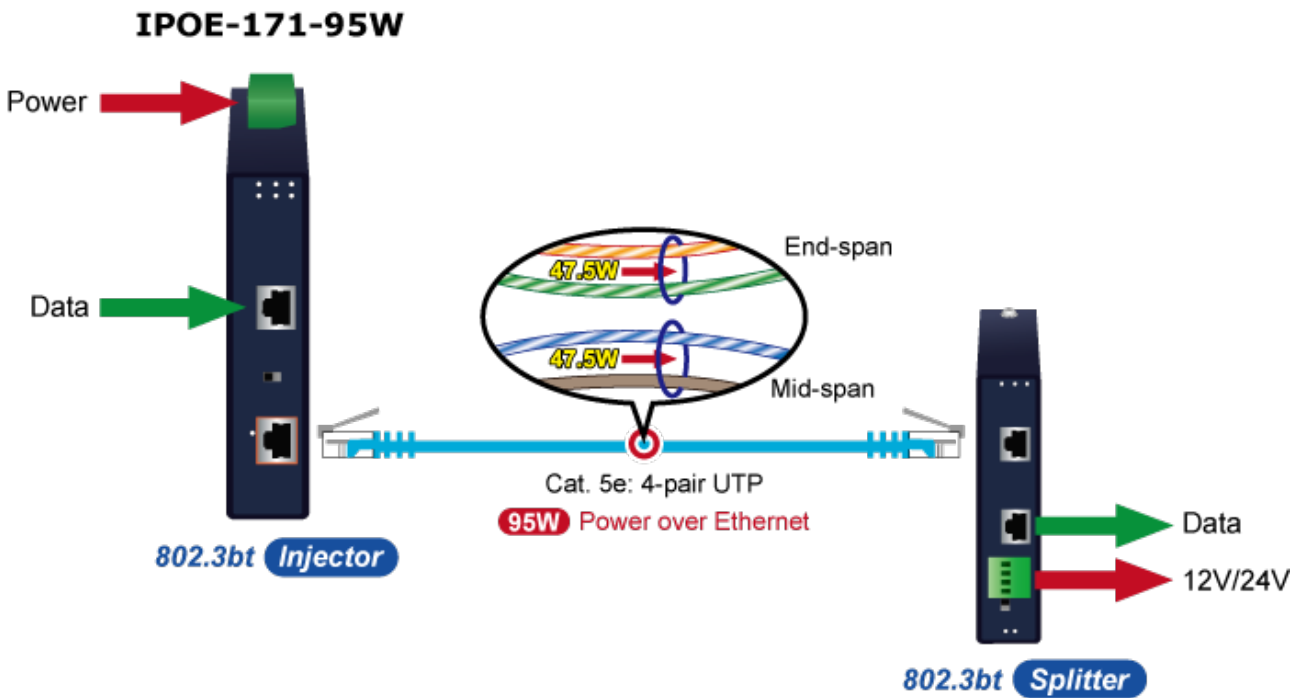 IPOE-171-95W
Power
Data
802.3bt Injector
47.5W
End-span
47.5W
Mid-span
Cat. 5e: 4-pair UTP
95W Power over Ethernet
Data
12V/24V
802.3bt Splitter